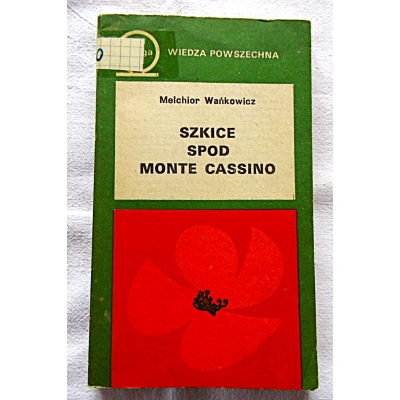 WIEDZA POWSZECHNA
Melchior Wańkowicz
SZKICE
SPOD
MONTE CASSINO